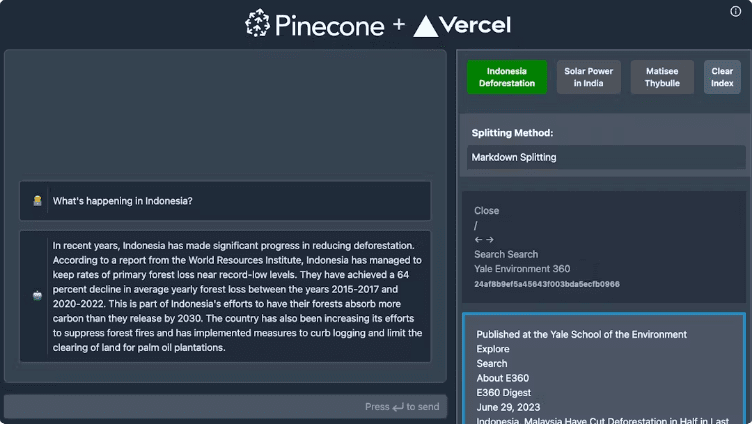 Pinecone + Vercel
What's happening in Indonesia?
In recent years, Indonesia has made significant progress in reducing deforestation.
According to a report from the World Resources Institute, Indonesia has managed to
keep rates of primary forest loss near record-low levels. They have achieved a 64
percent decline in average yearly forest loss between the years 2015-2017 and
2020-2022. This is part of Indonesia's efforts to have their forests absorb more
carbon than they release by 2030. The country has also been increasing its efforts
to suppress forest fires and has implemented measures to curb logging and limit the
clearing of land for palm oil plantations.
Press ↵ to send
Indonesia
Deforestation
Solar Power
in India
Matisee
Thybulle
Clear
Index
Splitting Method:
Markdown Splitting
Close
/
← →
Search Search
Yale Environment 360
24af8b9ef5a45643f003bda5ecfb0966
Published at the Yale School of the Environment
Explore
Search
About E360
E360 Digest
June 29, 2023
Indonesia, Malaysia Have Cut Deforestation in Half in Last